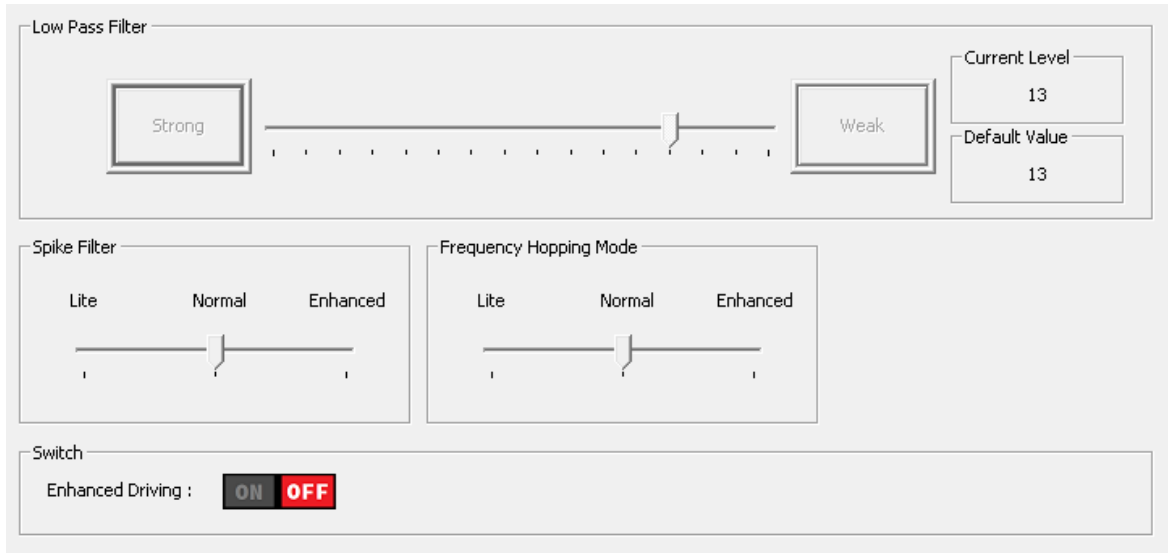 Low Pass Filter
Strong
Weak
Current Level
13
Default Value
13
Spike Filter
Lite Normal Enhanced
Frequency Hopping Mode
Lite Normal Enhanced
Switch
Enhanced Driving : ON OFF